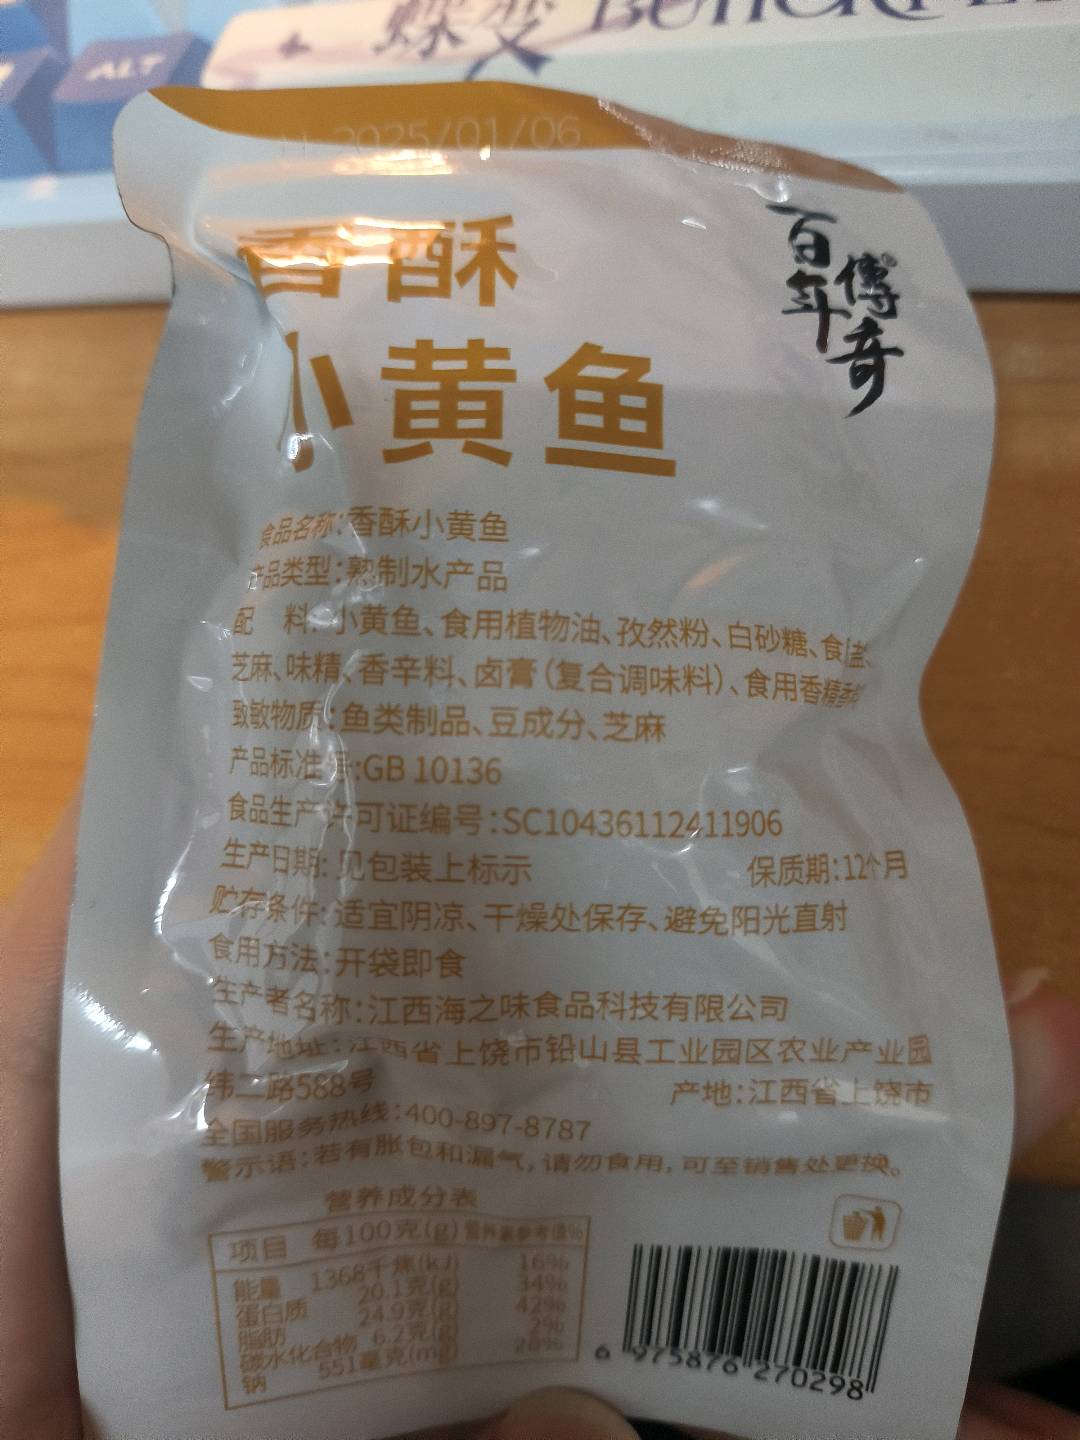 ALT
蝶变
2025/01/06
香酥
小黄鱼
百年傳奇
食品名称:香酥小黄鱼
产品类型:熟制水产品
配 料:小黄鱼、食用植物油、孜然粉、白砂糖、食盐、
芝麻、味精、香辛料、卤膏(复合调味料)、食用香精香料
致敏物质:鱼类制品、豆成分、芝麻
产品标准号:GB 10136
食品生产许可证编号:SC10436112411906
生产日期:见包装上标示 保质期:12个月
贮存条件:适宜阴凉、干燥处保存、避免阳光直射
食用方法:开袋即食
生产者名称:江西海之味食品科技有限公司
生产地址:江西省上饶市铅山县工业园区农业产业园
纬二路588号 产地:江西省上饶市
全国服务热线:400-897-8787
警示语:若有胀包和漏气,请勿食用,可至销售处更换。
营养成分表
项目 每100克(g) 营养素参考值%
能量 1368千焦(kJ) 16%
蛋白质 20.1克(g) 34%
脂肪 24.9克(g) 42%
碳水化合物 6.2克(g) 2%
钠 551毫克(mg) 28%
6 975876 270298